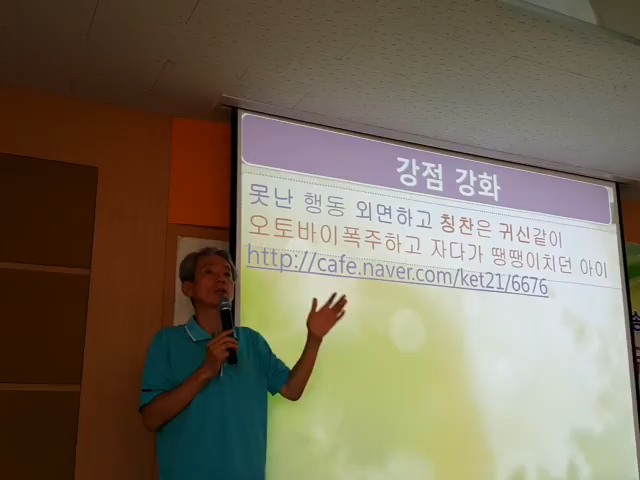 강점 강화
못난 행동 외면하고 칭찬은 귀신같이
오토바이폭주하고 자다가 땡땡이치던 아이
http://cafe.naver.com/ket21/6676